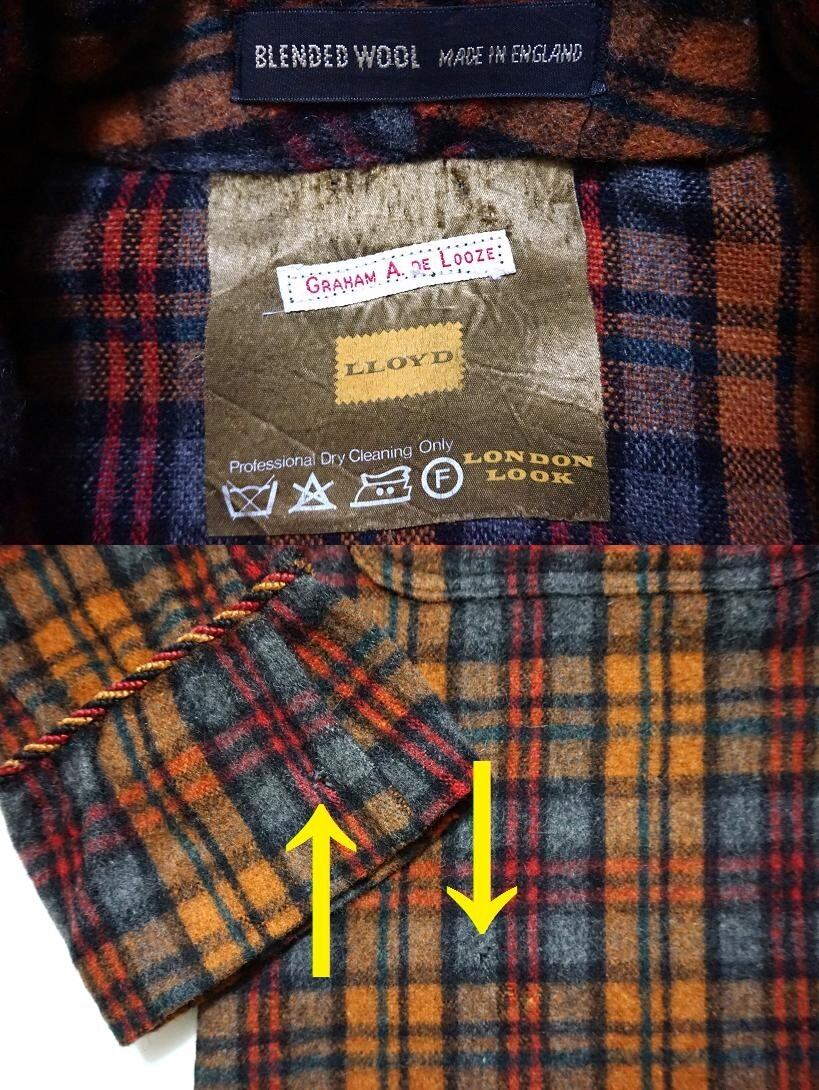 BLENDED WOOL MADE IN ENGLAND
GRAHAM A. DE LOOZE
LLOYD
Professional Dry Cleaning Only
F
LONDON
LOOK